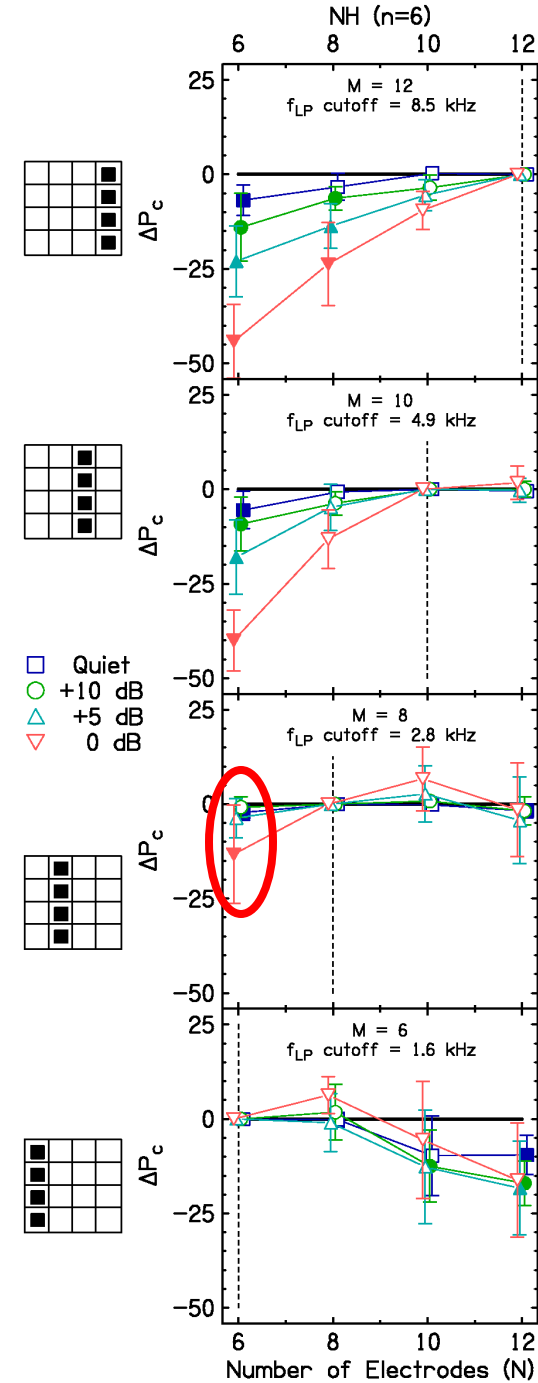 NH (n=6)
6 8 10 12
M = 12
fLP cutoff = 8.5 kHz
25
0
−25
−50
ΔPc
M = 10
fLP cutoff = 4.9 kHz
25
0
−25
−50
ΔPc
Quiet
+10 dB
+5 dB
0 dB
M = 8
fLP cutoff = 2.8 kHz
25
0
−25
−50
ΔPc
M = 6
fLP cutoff = 1.6 kHz
25
0
−25
−50
ΔPc
6 8 10 12
Number of Electrodes (N)